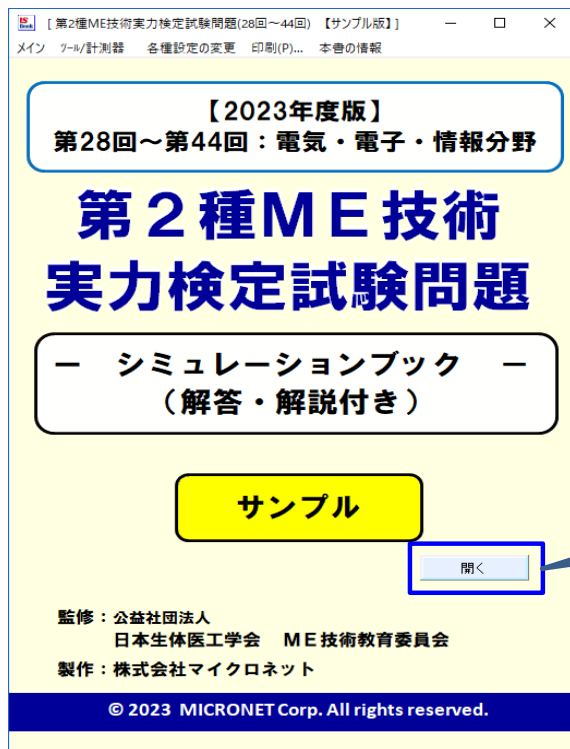 [ 第2種ME技術実力検定試験問題(28回～44回) 【サンプル版】]
メイン ツール/計測器 各種設定の変更 印刷(P)... 本書の情報
【2023年度版】
第28回～第44回：電気・電子・情報分野
第２種ＭＥ技術
実力検定試験問題
－ シミュレーションブック －
（解答・解説付き）
サンプル
開く
監修：公益社団法人
日本生体医工学会 ＭＥ技術教育委員会
製作：株式会社マイクロネット
© 2023 MICRONET Corp. All rights reserved.